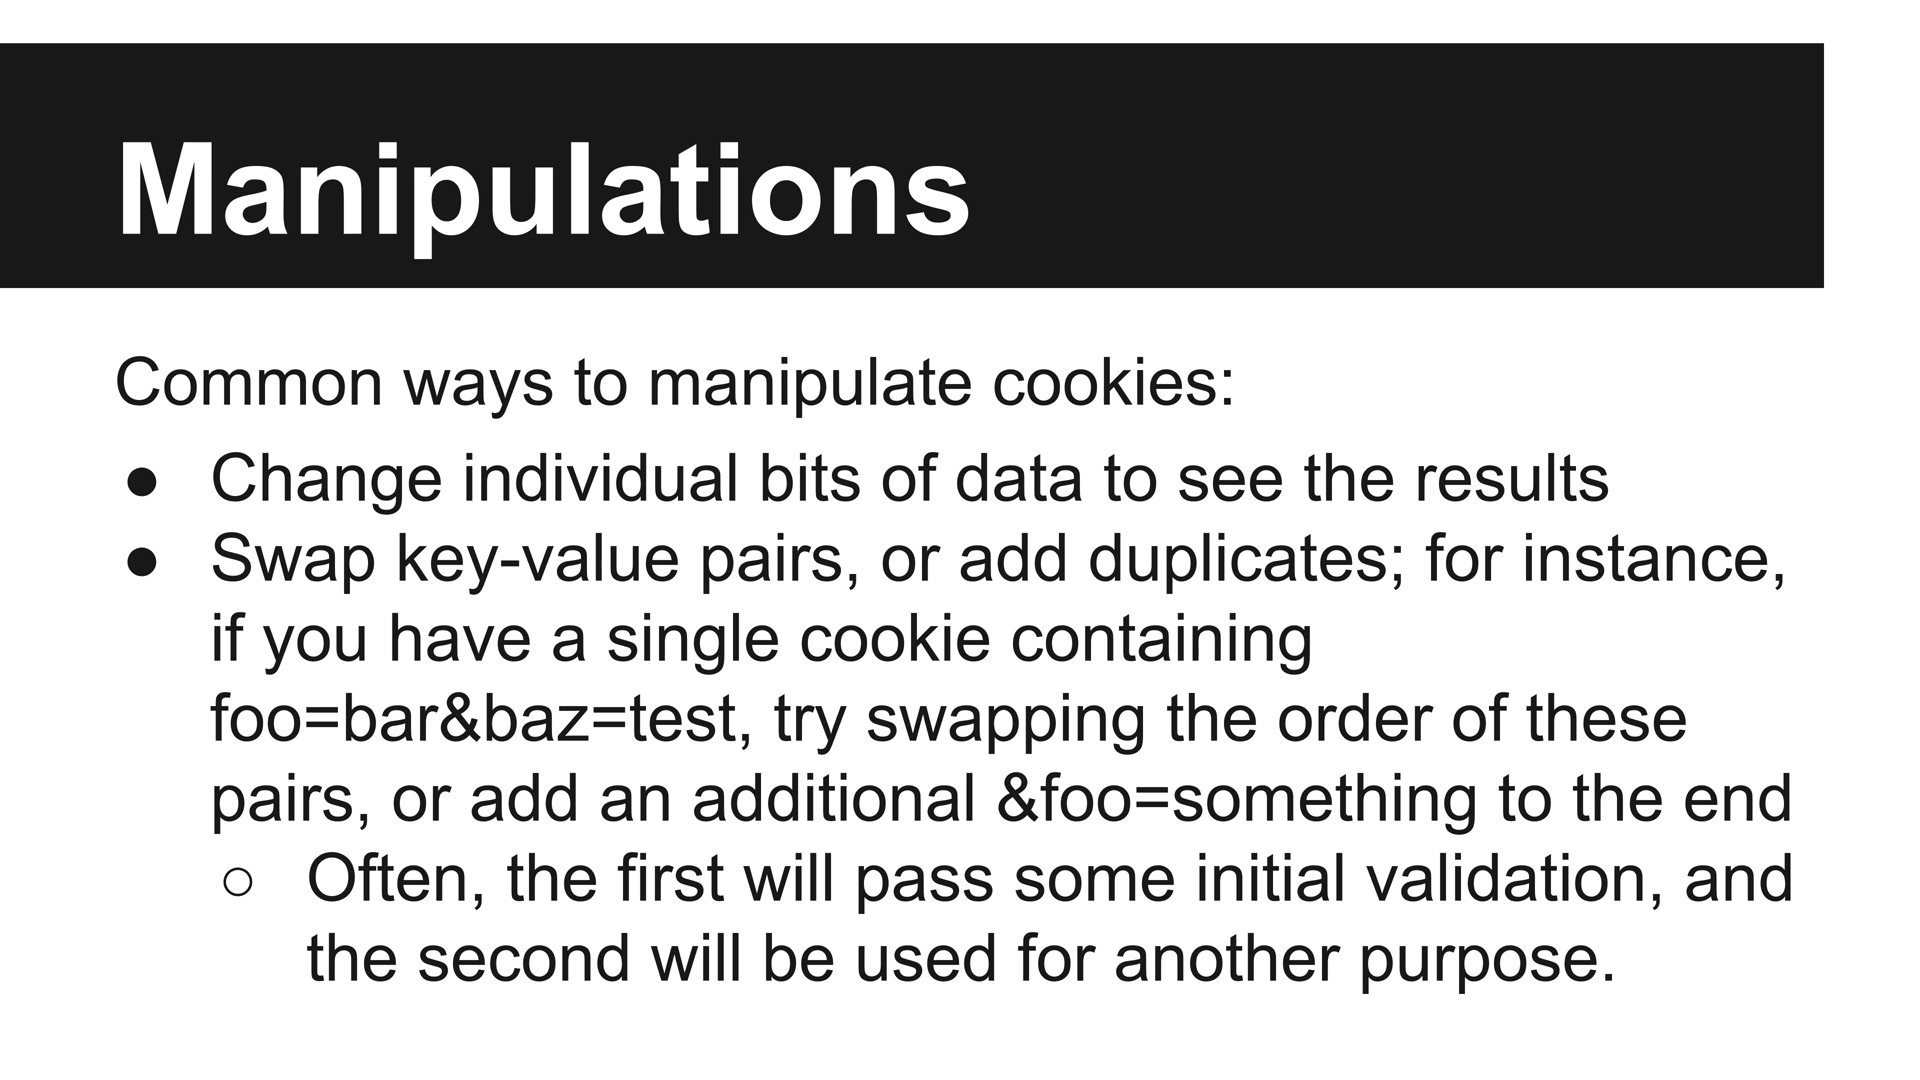 Manipulations
Common ways to manipulate cookies:
● Change individual bits of data to see the results
● Swap key-value pairs, or add duplicates; for instance,
if you have a single cookie containing
foo=bar&baz=test, try swapping the order of these
pairs, or add an additional &foo=something to the end
○ Often, the first will pass some initial validation, and
the second will be used for another purpose.